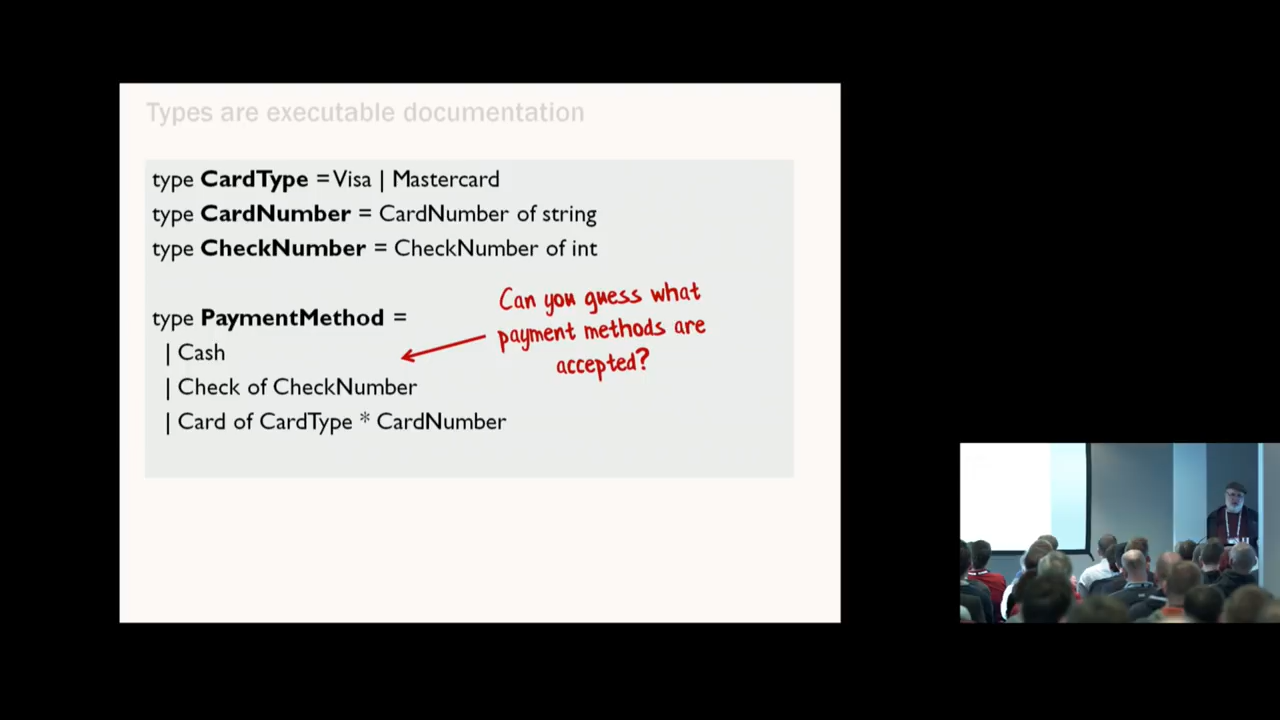 Types are executable documentation
type CardType = Visa | Mastercard
type CardNumber = CardNumber of string
type CheckNumber = CheckNumber of int
type PaymentMethod =
| Cash
| Check of CheckNumber
| Card of CardType * CardNumber
Can you guess what
payment methods are
accepted?